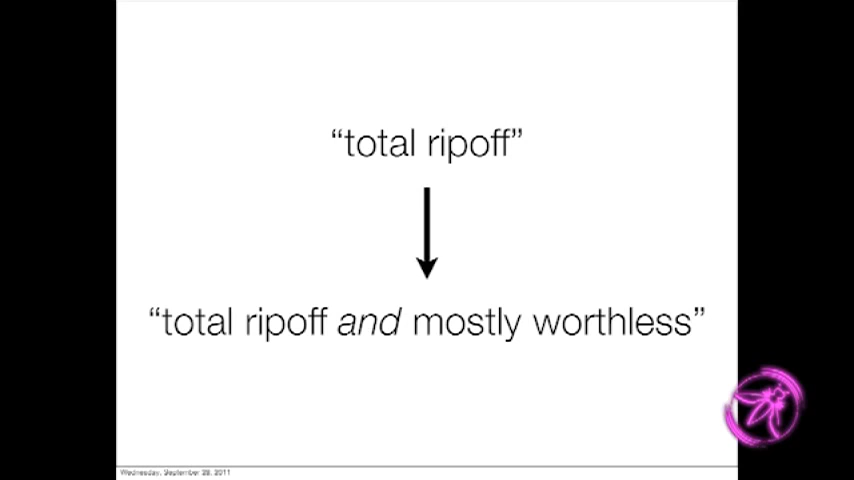 “total ripoff”
“total ripoff and mostly worthless”
Wednesday, September 28, 2011